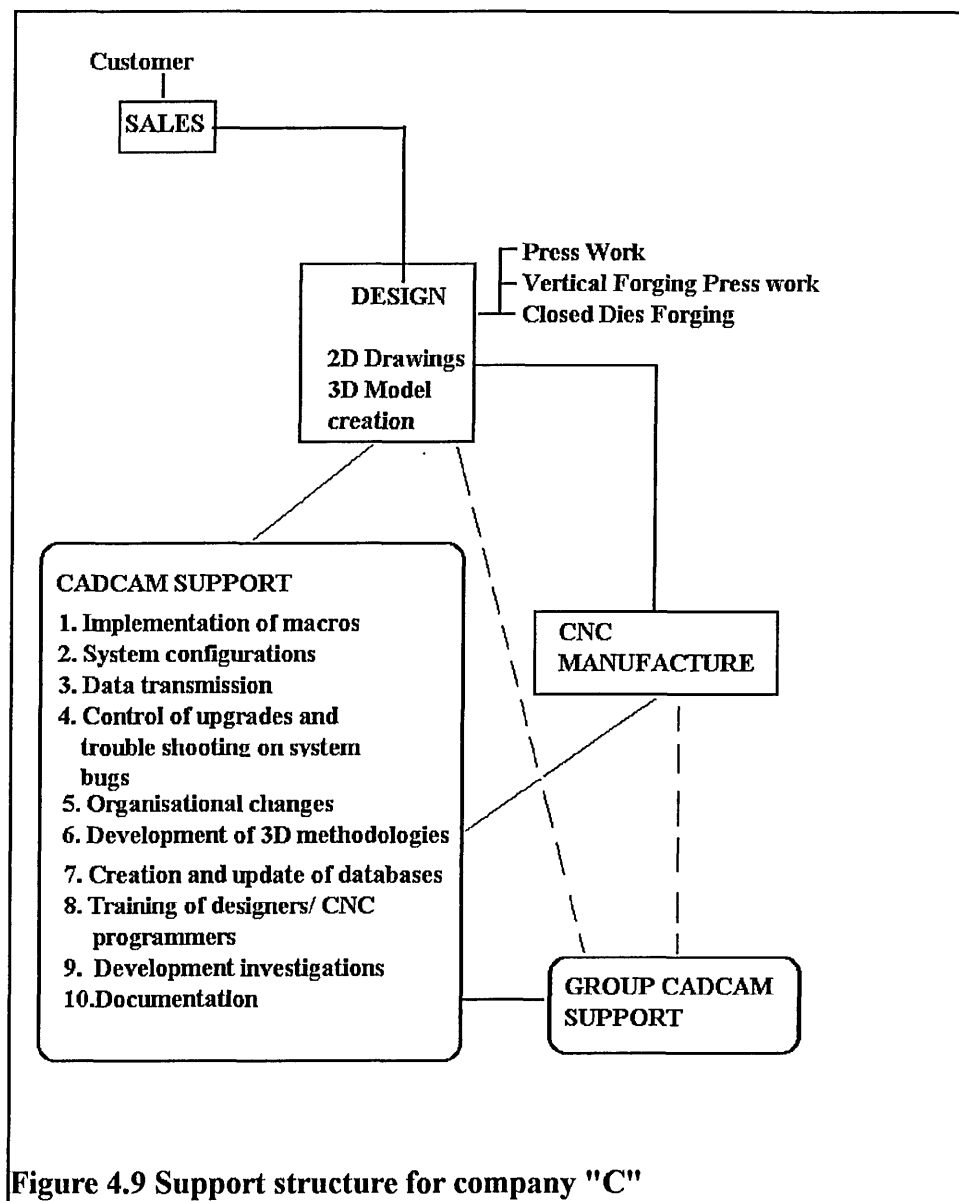 Customer
SALES
Press Work
Vertical Forging Press work
Closed Dies Forging
DESIGN
2D Drawings
3D Model
creation
CADCAM SUPPORT
1. Implementation of macros
2. System configurations
3. Data transmission
4. Control of upgrades and
trouble shooting on system
bugs
5. Organisational changes
6. Development of 3D methodologies
7. Creation and update of databases
8. Training of designers/ CNC
programmers
9. Development investigations
10.Documentation
CNC
MANUFACTURE
GROUP CADCAM
SUPPORT
Figure 4.9 Support structure for company "C"